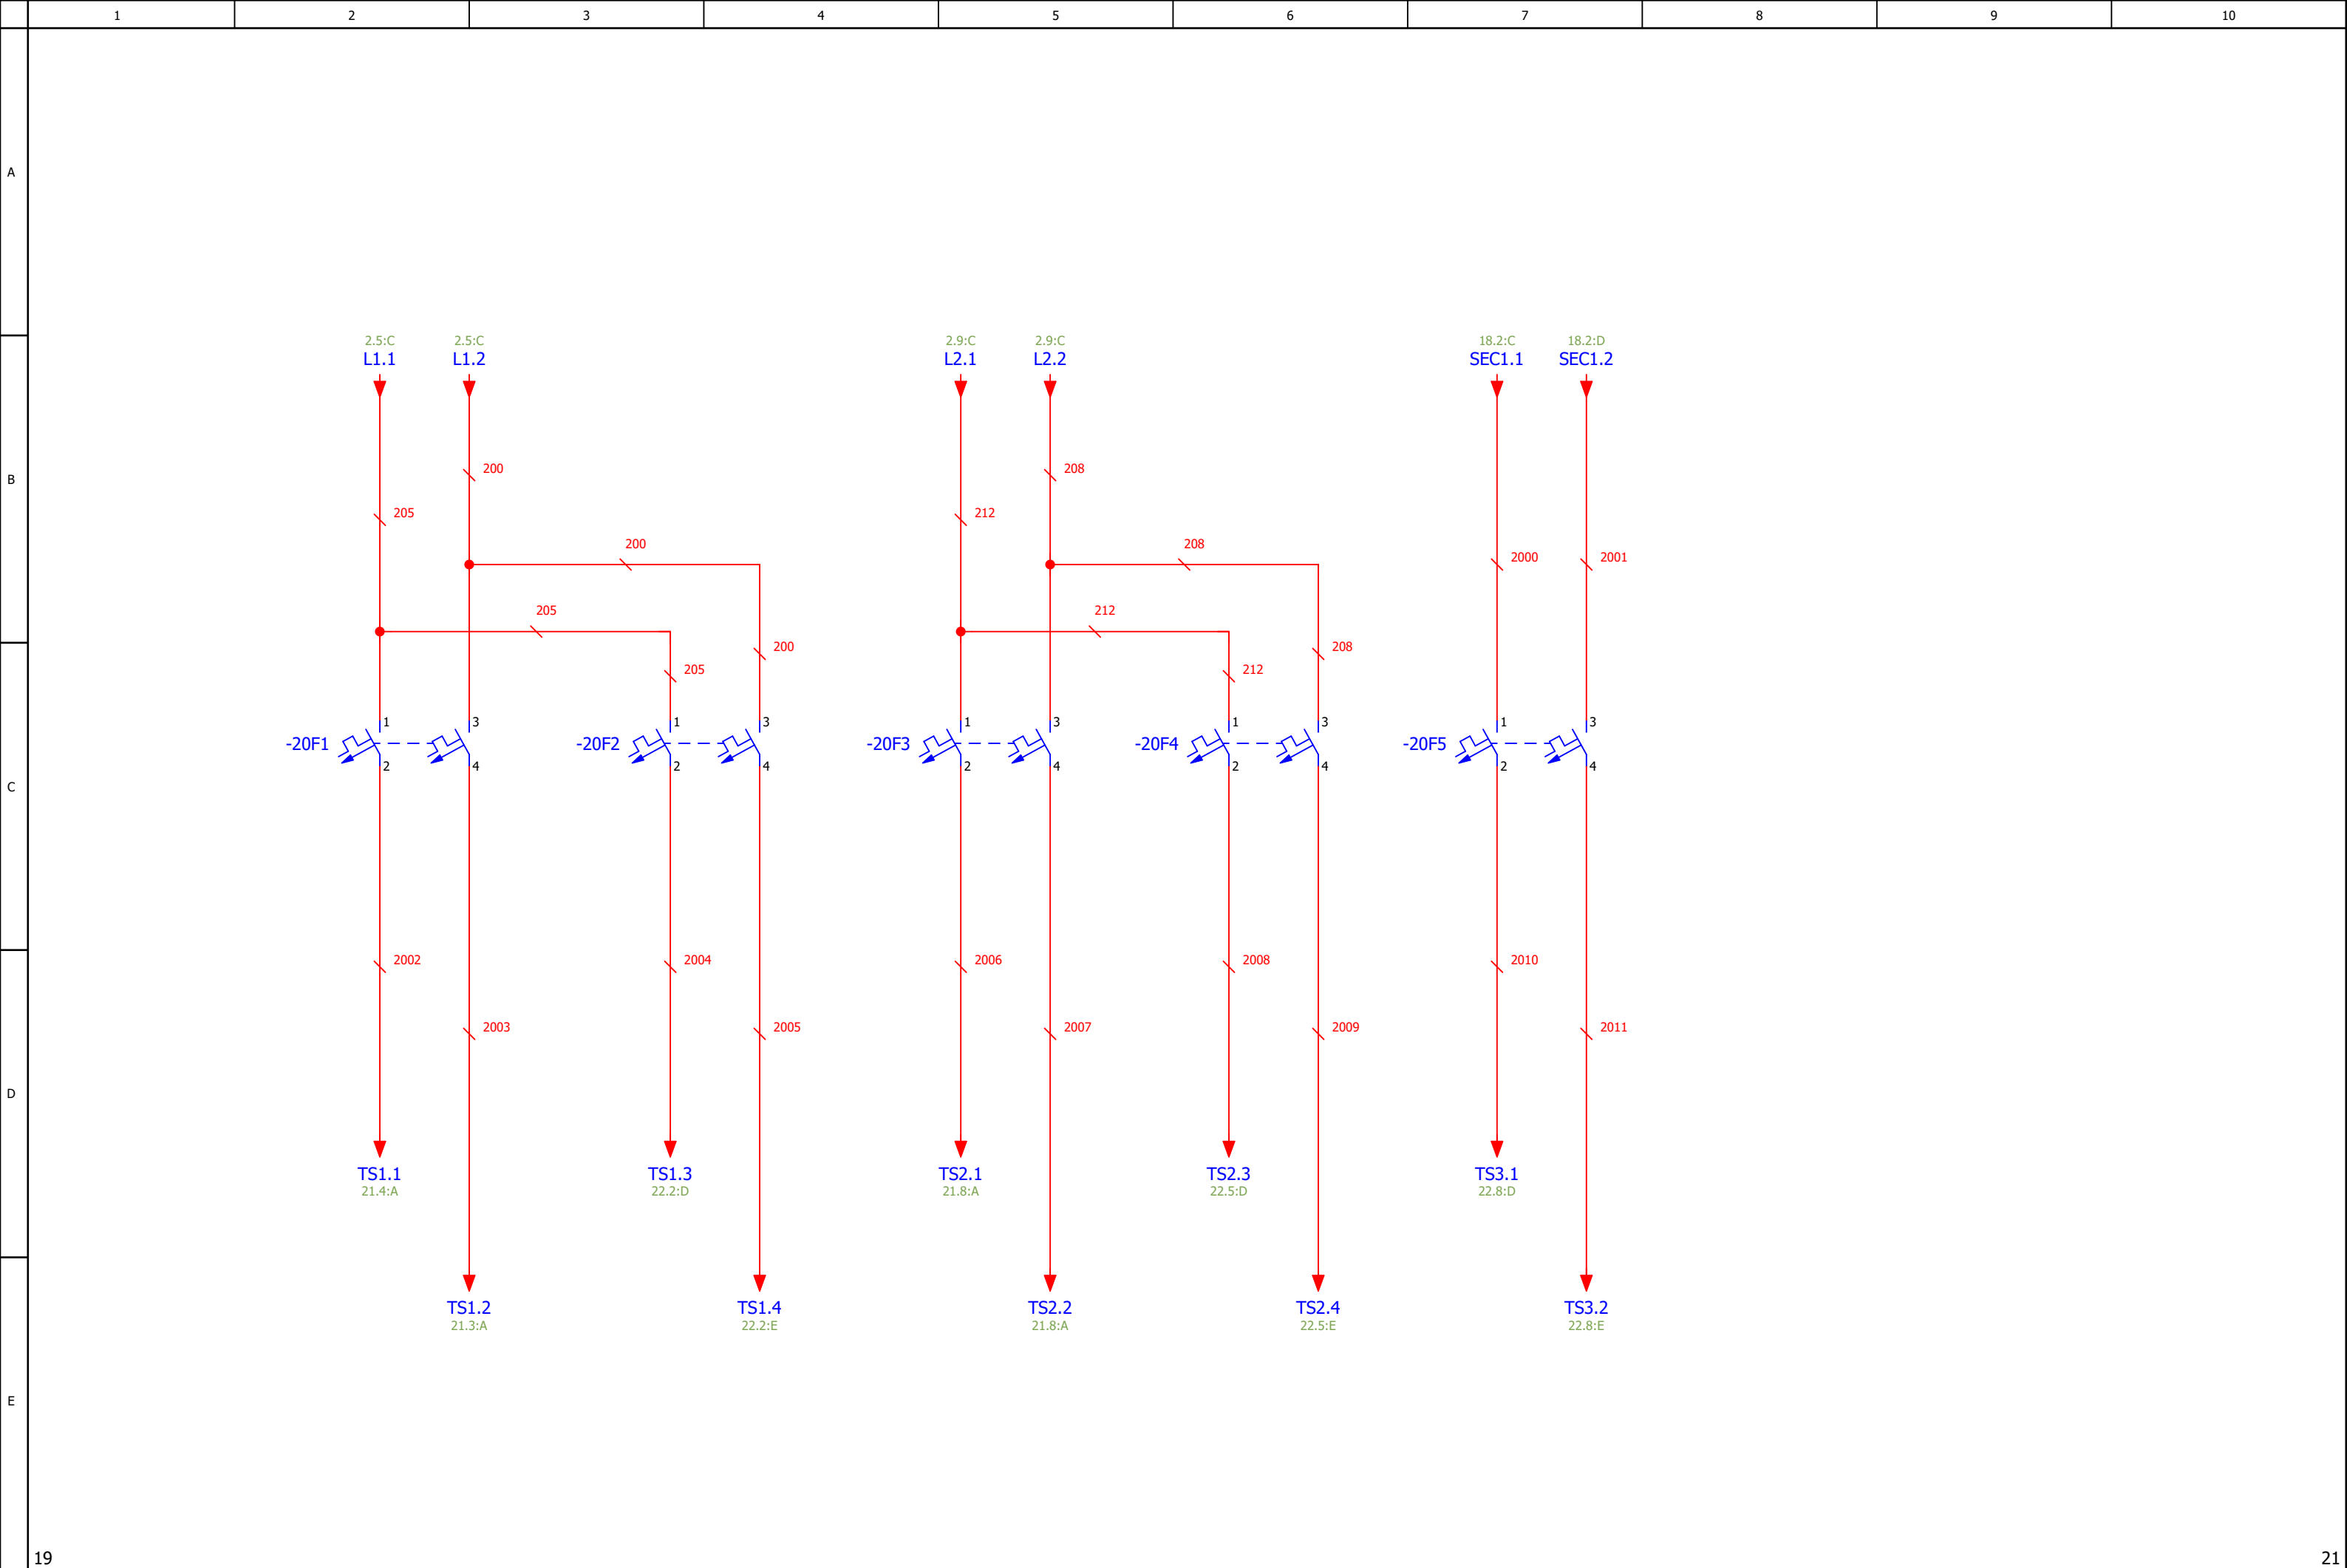 1 2 3 4 5 6 7 8 9 10
A
2.5:C 2.5:C 2.9:C 2.9:C 18.2:C 18.2:D
L1.1 L1.2 L2.1 L2.2 SEC1.1 SEC1.2
200 208
B
205 212
200 208 2000 2001
205 212
200 208
205 212
1 3 1 3 1 3 1 3 1 3
-20F1 -20F2 -20F3 -20F4 -20F5
2 4 2 4 2 4 2 4 2 4
C
2002 2004 2006 2008 2010
2003 2005 2007 2009 2011
D
TS1.1 TS1.3 TS2.1 TS2.3 TS3.1
21.4:A 22.2:D 21.8:A 22.5:D 22.8:D
TS1.2 TS1.4 TS2.2 TS2.4 TS3.2
21.3:A 22.2:E 21.8:A 22.5:E 22.8:E
E
19 21